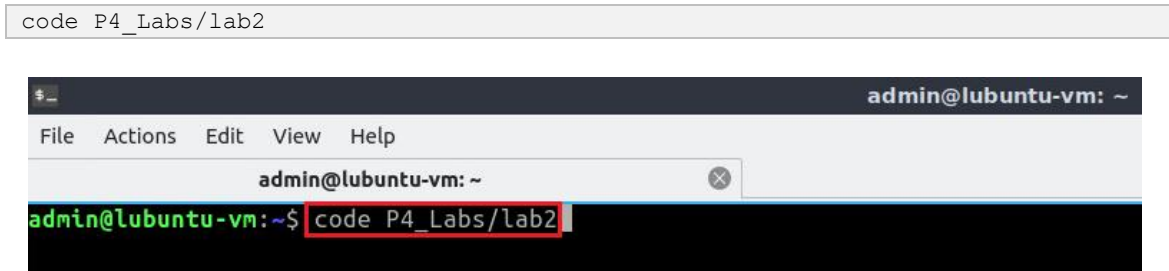 code P4_Labs/lab2
$_
admin@lubuntu-vm: ~
File Actions Edit View Help
admin@lubuntu-vm: ~
admin@lubuntu-vm:~$ code P4_Labs/lab2